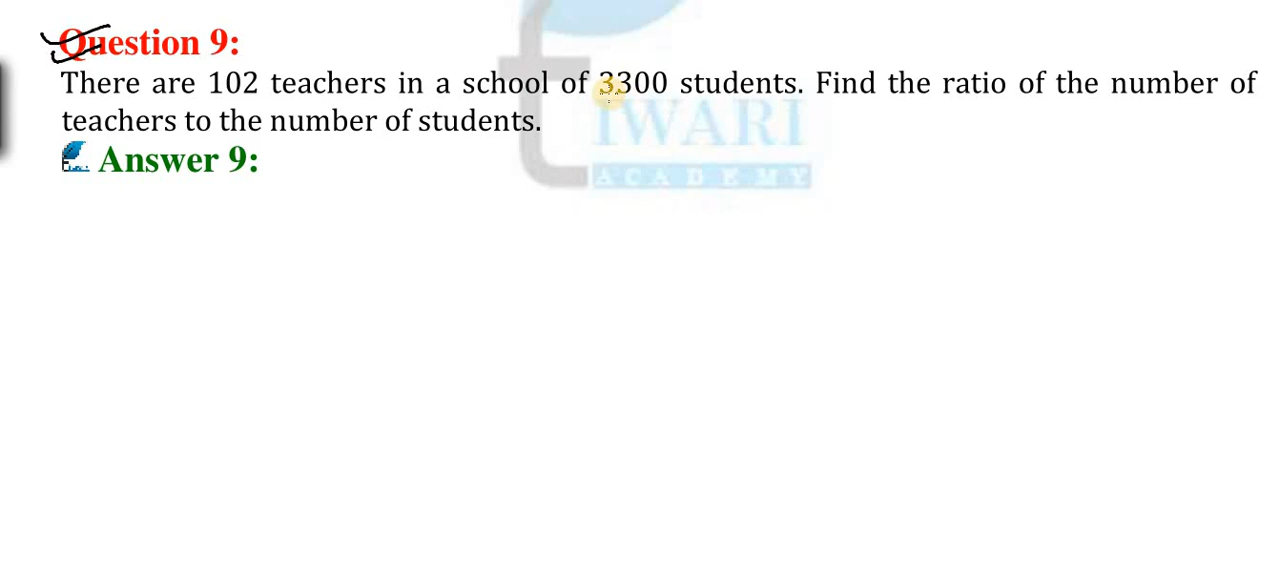 Question 9:
There are 102 teachers in a school of 3300 students. Find the ratio of the number of
teachers to the number of students.
Answer 9:
t
IWARI
ACADEMY